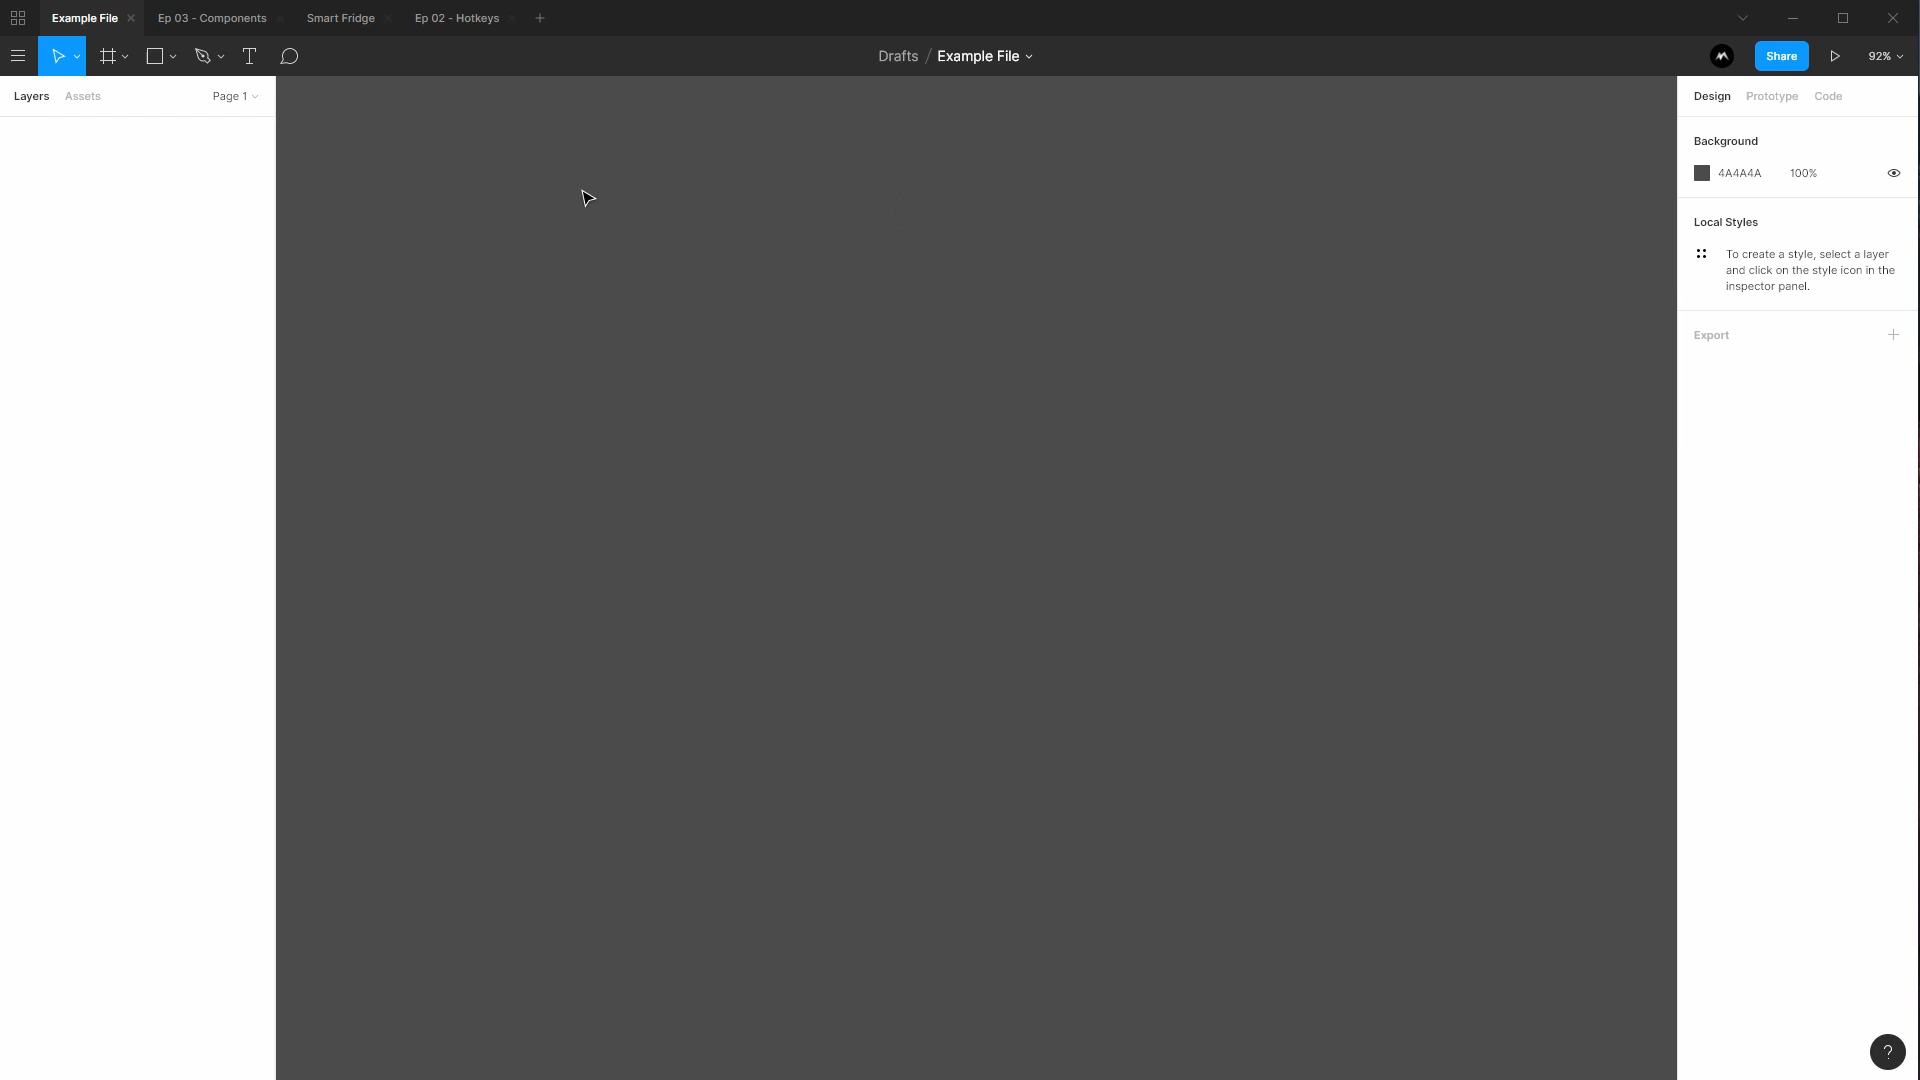 Example File
Ep 03 - Components
Smart Fridge
Ep 02 - Hotkeys
Drafts / Example File
Share
92%
Layers
Assets
Page 1
Design
Prototype
Code
Background
4A4A4A
100%
Local Styles
To create a style, select a layer
and click on the style icon in the
inspector panel.
Export
?